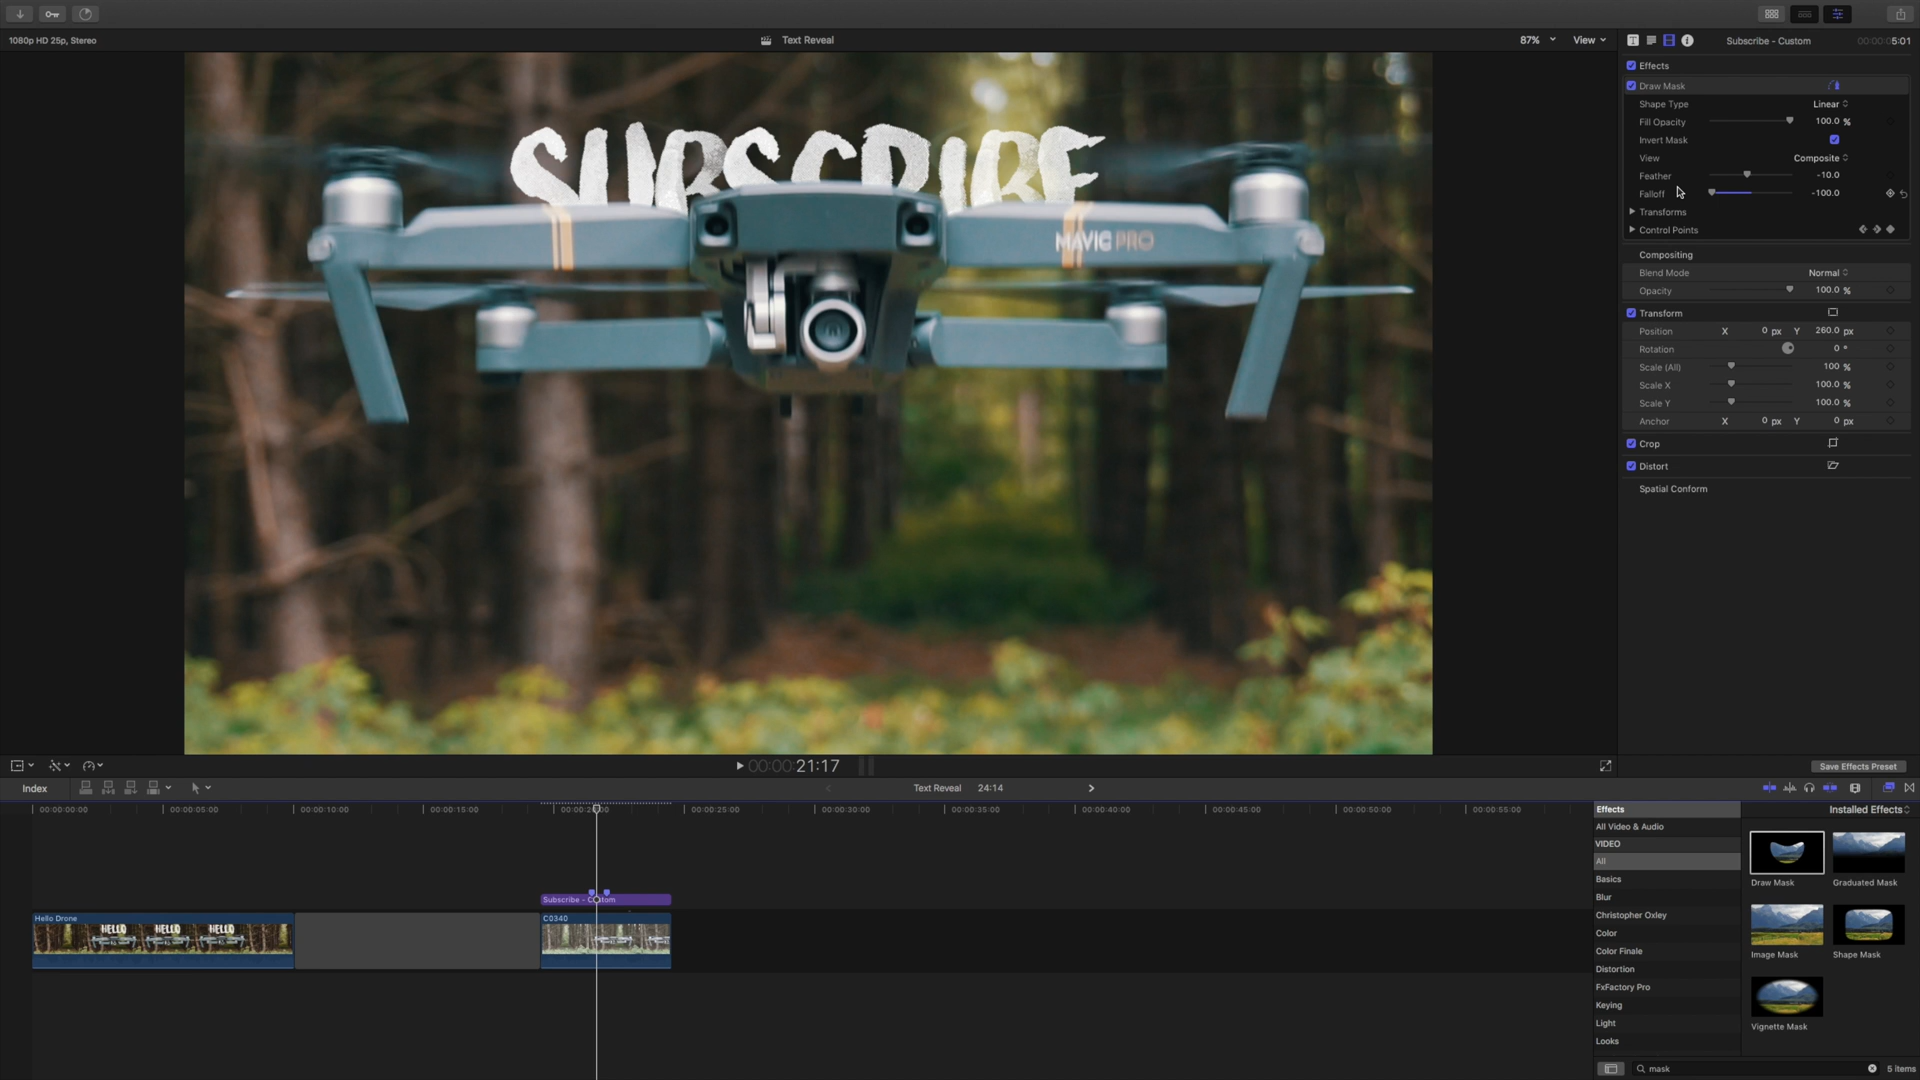 1080p HD 25p, Stereo
Text Reveal
87%
View
Subscribe - Custom
00:00:05:01
Effects
Draw Mask
Shape Type
Linear
Fill Opacity
100.0 %
Invert Mask
View
Composite
Feather
-10.0
Falloff
-100.0
Transforms
Control Points
Compositing
Blend Mode
Normal
Opacity
100.0 %
Transform
Position X 0 px Y 260.0 px
Rotation 0 °
Scale (All) 100 %
Scale X 100.0 %
Scale Y 100.0 %
Anchor X 0 px Y 0 px
Crop
Distort
Spatial Conform
SUBSCRIBE
MAVIC PRO
00:00:21:17
Save Effects Preset
Index
Text Reveal 24:14
00:00:00:00
00:00:05:00
00:00:10:00
00:00:15:00
00:00:25:00
00:00:30:00
00:00:35:00
00:00:40:00
00:00:45:00
00:00:50:00
00:00:55:00
Subscribe - Custom
Hello Drone
HELLO HELLO HELLO
C0340
Effects
Installed Effects
All Video & Audio
VIDEO
All
Basics
Blur
Christopher Oxley
Color
Color Finale
Distortion
FxFactory Pro
Keying
Light
Looks
Draw Mask
Graduated Mask
Image Mask
Shape Mask
Vignette Mask
mask
5 items